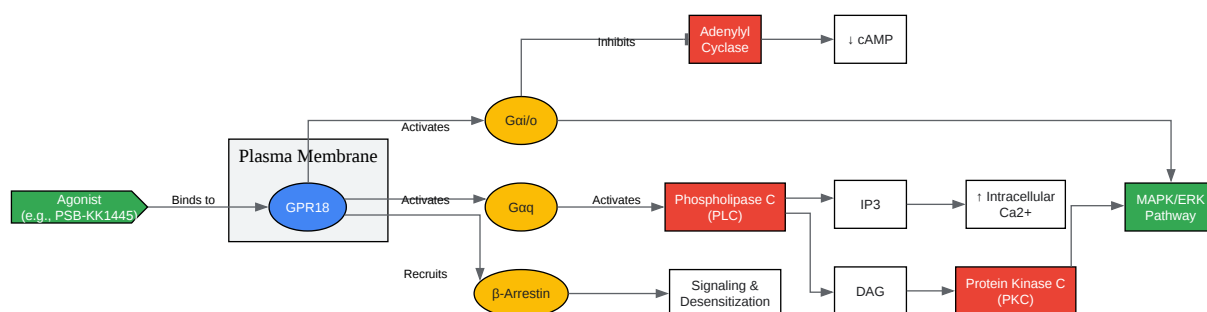 Adenylyl
Cyclase
Inhibits
↓ cAMP
Gαi/o
Activates
Plasma Membrane
Agonist
(e.g., PSB-KK1445)
Binds to
GPR18
Activates
Gαq
Activates
Phospholipase C
(PLC)
IP3
↑ Intracellular
Ca2+
MAPK/ERK
Pathway
Recruits
β-Arrestin
Signaling &
Desensitization
DAG
Protein Kinase C
(PKC)